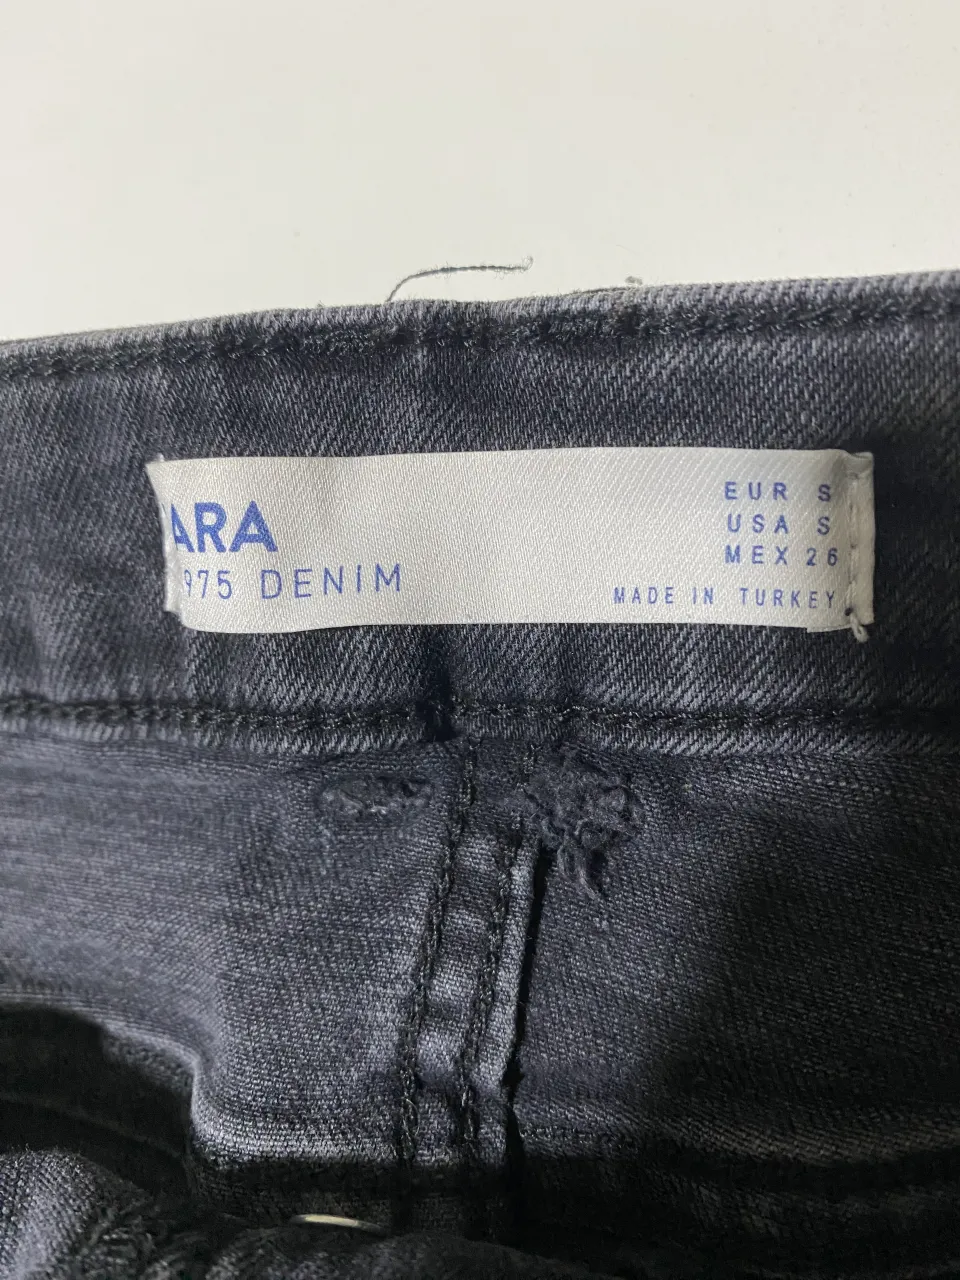 ARA
975 DENIM
EUR S
USA S
MEX 26
MADE IN TURKEY